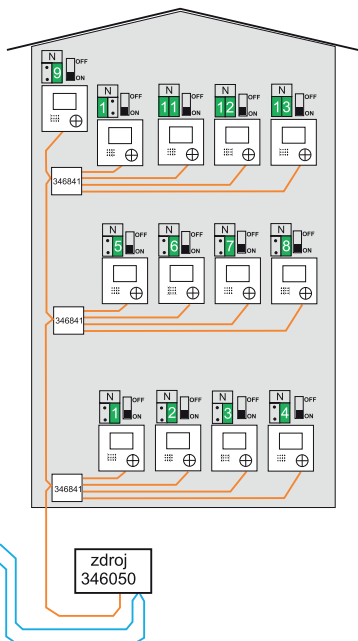 N
9 OFF
ON
N N N N
1 OFF 11 OFF 12 OFF 13 OFF
ON ON ON ON
346841
N N N N
5 OFF 6 OFF 7 OFF 8 OFF
ON ON ON ON
346841
N N N N
1 OFF 2 OFF 3 OFF 4 OFF
ON ON ON ON
346841
zdroj
346050